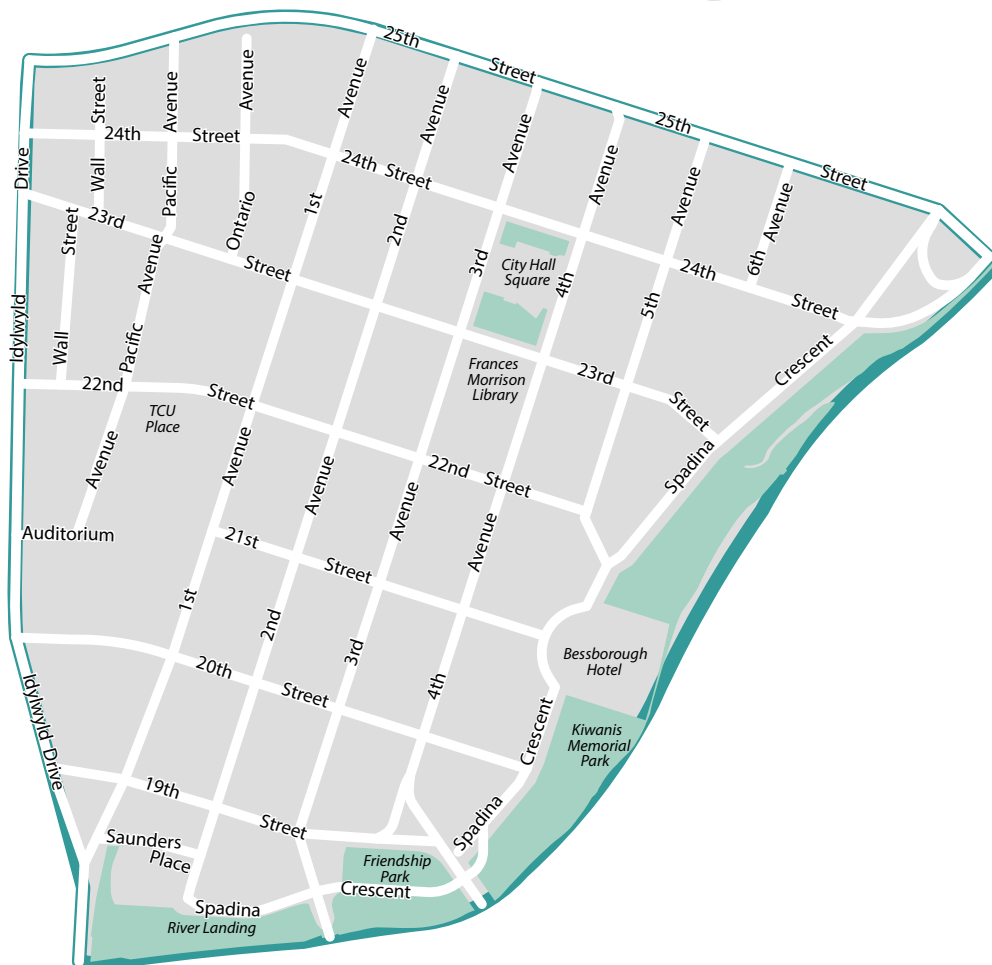 25th
Street
25th
Street
Street
Avenue
Avenue
Avenue
Avenue
Avenue
Avenue
Avenue
Avenue
24th
Street
24th
Street
Drive
Wall
Pacific
Ontario
1st
2nd
3rd
4th
5th
6th
23rd
Street
Street
Avenue
City Hall
Square
24th
Street
Idylwyld
Wall
Pacific
Frances
Morrison
Library
23rd
Street
Crescent
22nd
Street
TCU
Place
Spadina
22nd
Street
Avenue
Avenue
Avenue
Avenue
Avenue
Auditorium
21st
Street
1st
2nd
3rd
4th
Bessborough
Hotel
20th
Street
Idylwyld Drive
Crescent
Kiwanis
Memorial
Park
19th
Street
Saunders
Place
Spadina
Friendship
Park
Crescent
Spadina
River Landing